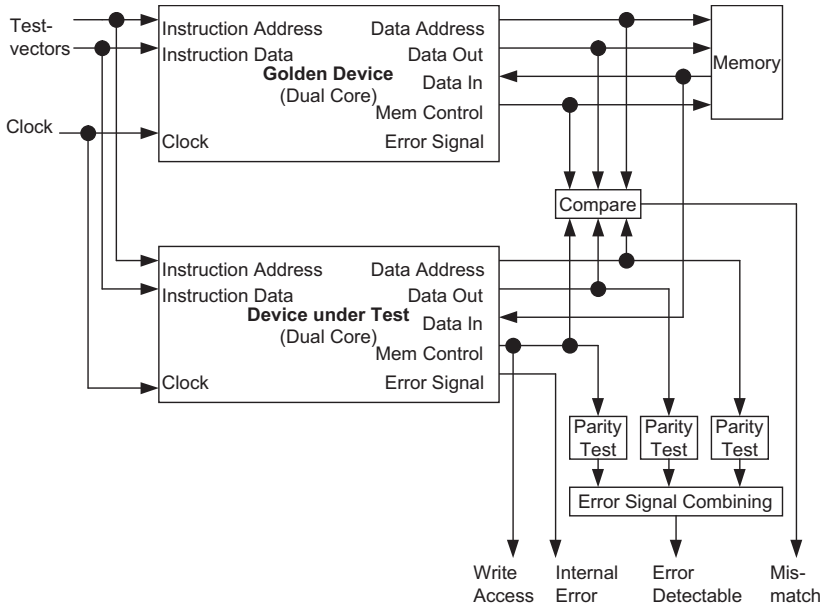 Test-
vectors
Clock
Instruction Address
Instruction Data
Golden Device
(Dual Core)
Clock
Data Address
Data Out
Data In
Mem Control
Error Signal
Memory
Compare
Instruction Address
Instruction Data
Device under Test
(Dual Core)
Clock
Data Address
Data Out
Data In
Mem Control
Error Signal
Parity
Test
Parity
Test
Parity
Test
Error Signal Combining
Write
Access
Internal
Error
Error
Detectable
Mis-
match